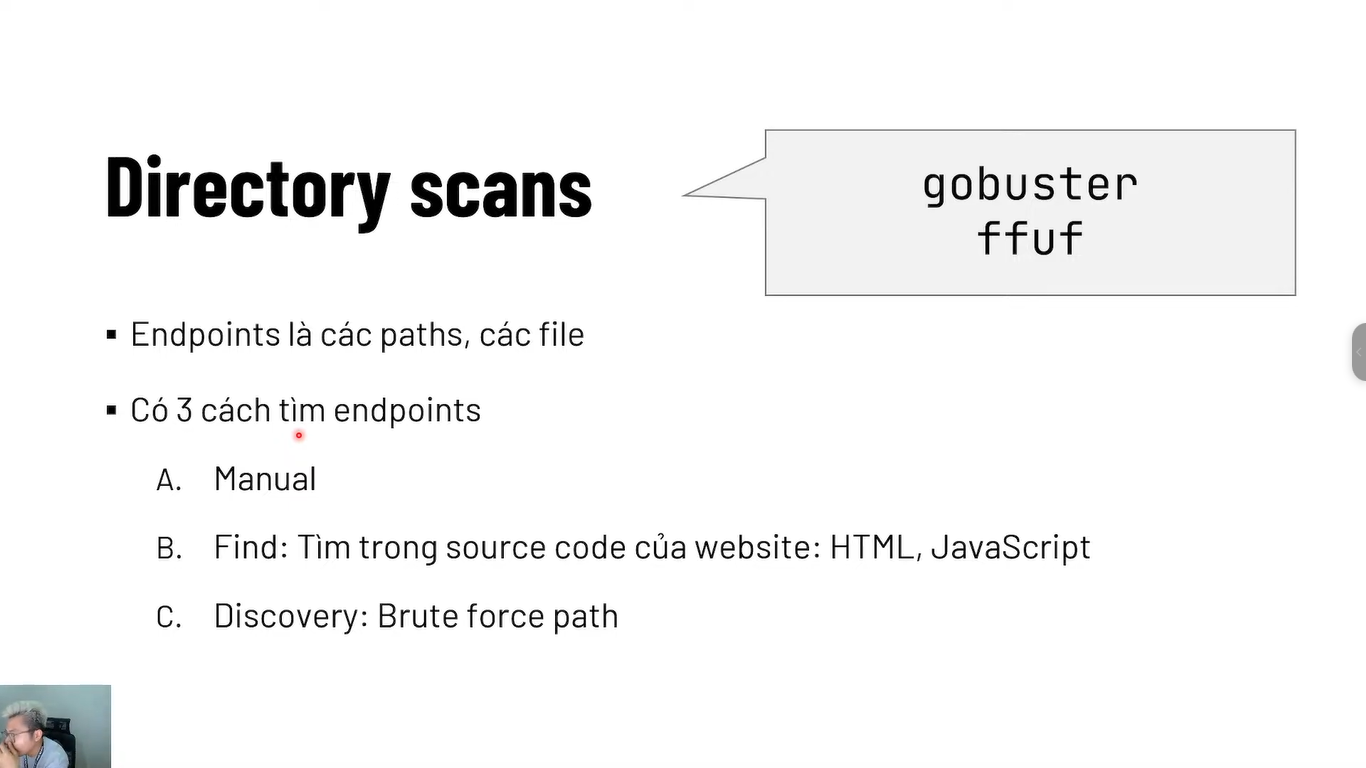 Directory scans
gobuster
ffuf
▪ Endpoints là các paths, các file
▪ Có 3 cách tìm endpoints
A. Manual
B. Find: Tìm trong source code của website: HTML, JavaScript
C. Discovery: Brute force path